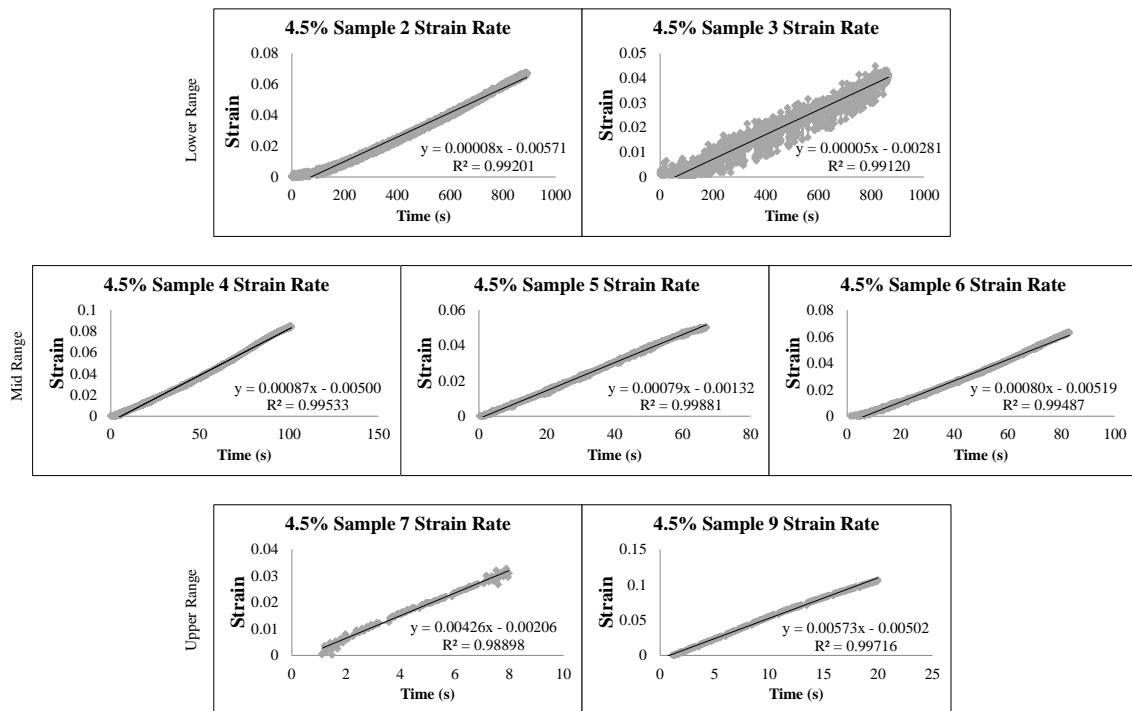 Lower Range
4.5% Sample 2 Strain Rate
Strain
0.08
0.06
0.04
0.02
0
y = 0.00008x - 0.00571
R² = 0.99201
0 200 400 600 800 1000
Time (s)
4.5% Sample 3 Strain Rate
Strain
0.05
0.04
0.03
0.02
0.01
0
y = 0.00005x - 0.00281
R² = 0.99120
0 200 400 600 800 1000
Time (s)
Mid Range
4.5% Sample 4 Strain Rate
Strain
0.1
0.08
0.06
0.04
0.02
0
y = 0.00087x - 0.00500
R² = 0.99533
0 50 100 150
Time (s)
4.5% Sample 5 Strain Rate
Strain
0.06
0.04
0.02
0
y = 0.00079x - 0.00132
R² = 0.99881
0 20 40 60 80
Time (s)
4.5% Sample 6 Strain Rate
Strain
0.08
0.06
0.04
0.02
0
y = 0.00080x - 0.00519
R² = 0.99487
0 20 40 60 80 100
Time (s)
Upper Range
4.5% Sample 7 Strain Rate
Strain
0.04
0.03
0.02
0.01
0
y = 0.00426x - 0.00206
R² = 0.98898
0 2 4 6 8 10
Time (s)
4.5% Sample 9 Strain Rate
Strain
0.15
0.1
0.05
0
y = 0.00573x - 0.00502
R² = 0.99716
0 5 10 15 20 25
Time (s)